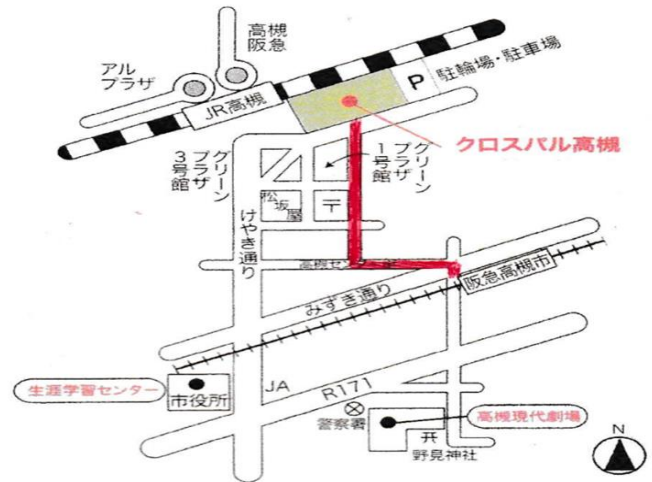 高槻
阪急
アル
プラザ
JR高槻
P
駐輪場・駐車場
クロスパル高槻
グリーン
プラザ
3号館
グリーン
プラザ
1号館
松坂
屋
〒
けやき通り
高槻セン
阪急高槻市
みずき通り
生涯学習センター
市役所
JA
R171
警察署
高槻現代劇場
野見神社
N